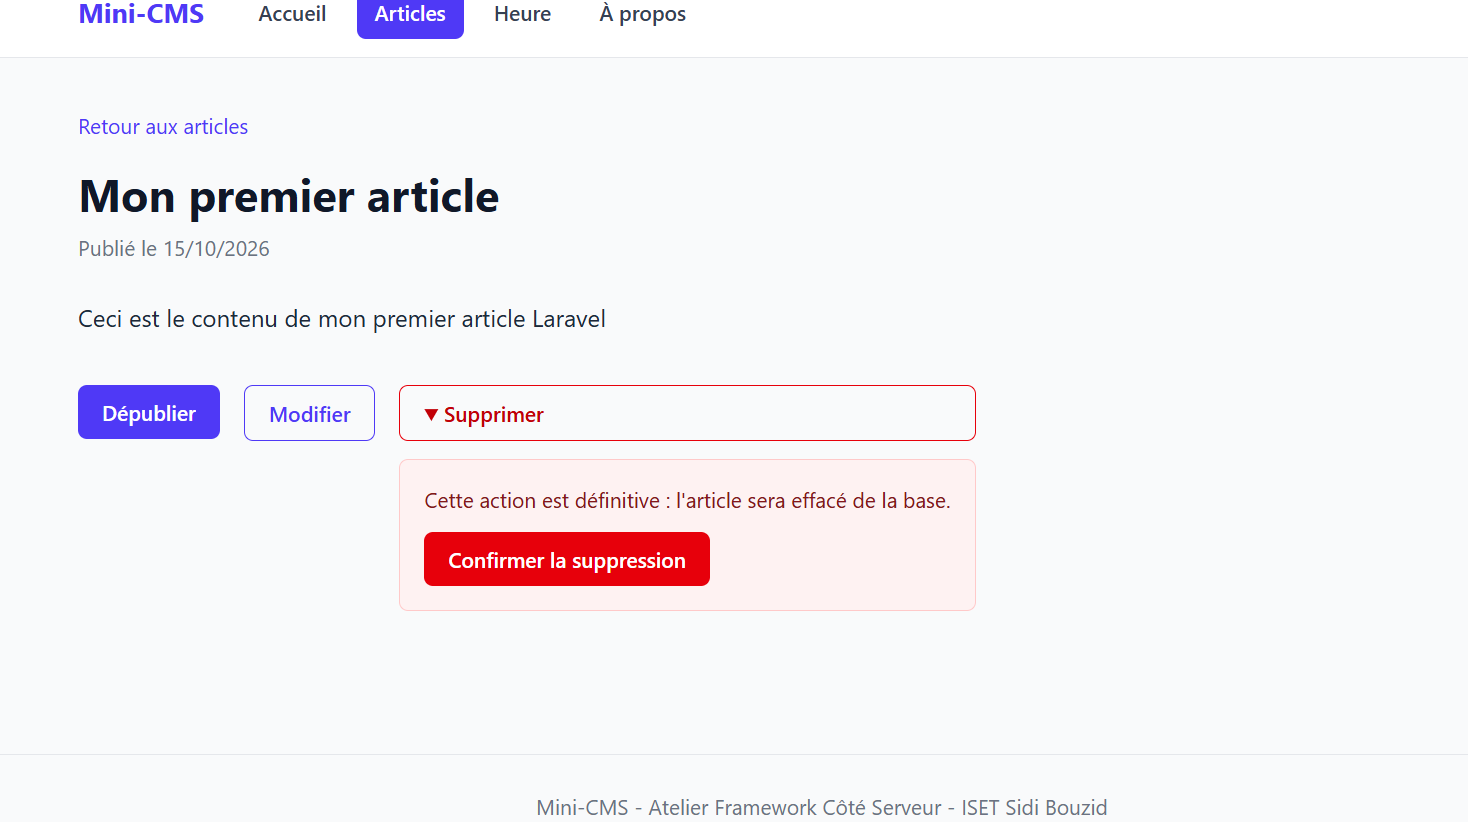 Mini-CMS Accueil Articles Heure À propos
Retour aux articles
Mon premier article
Publié le 15/10/2026
Ceci est le contenu de mon premier article Laravel
Dépublier Modifier ▼ Supprimer
Cette action est définitive : l'article sera effacé de la base.
Confirmer la suppression
Mini-CMS - Atelier Framework Côté Serveur - ISET Sidi Bouzid